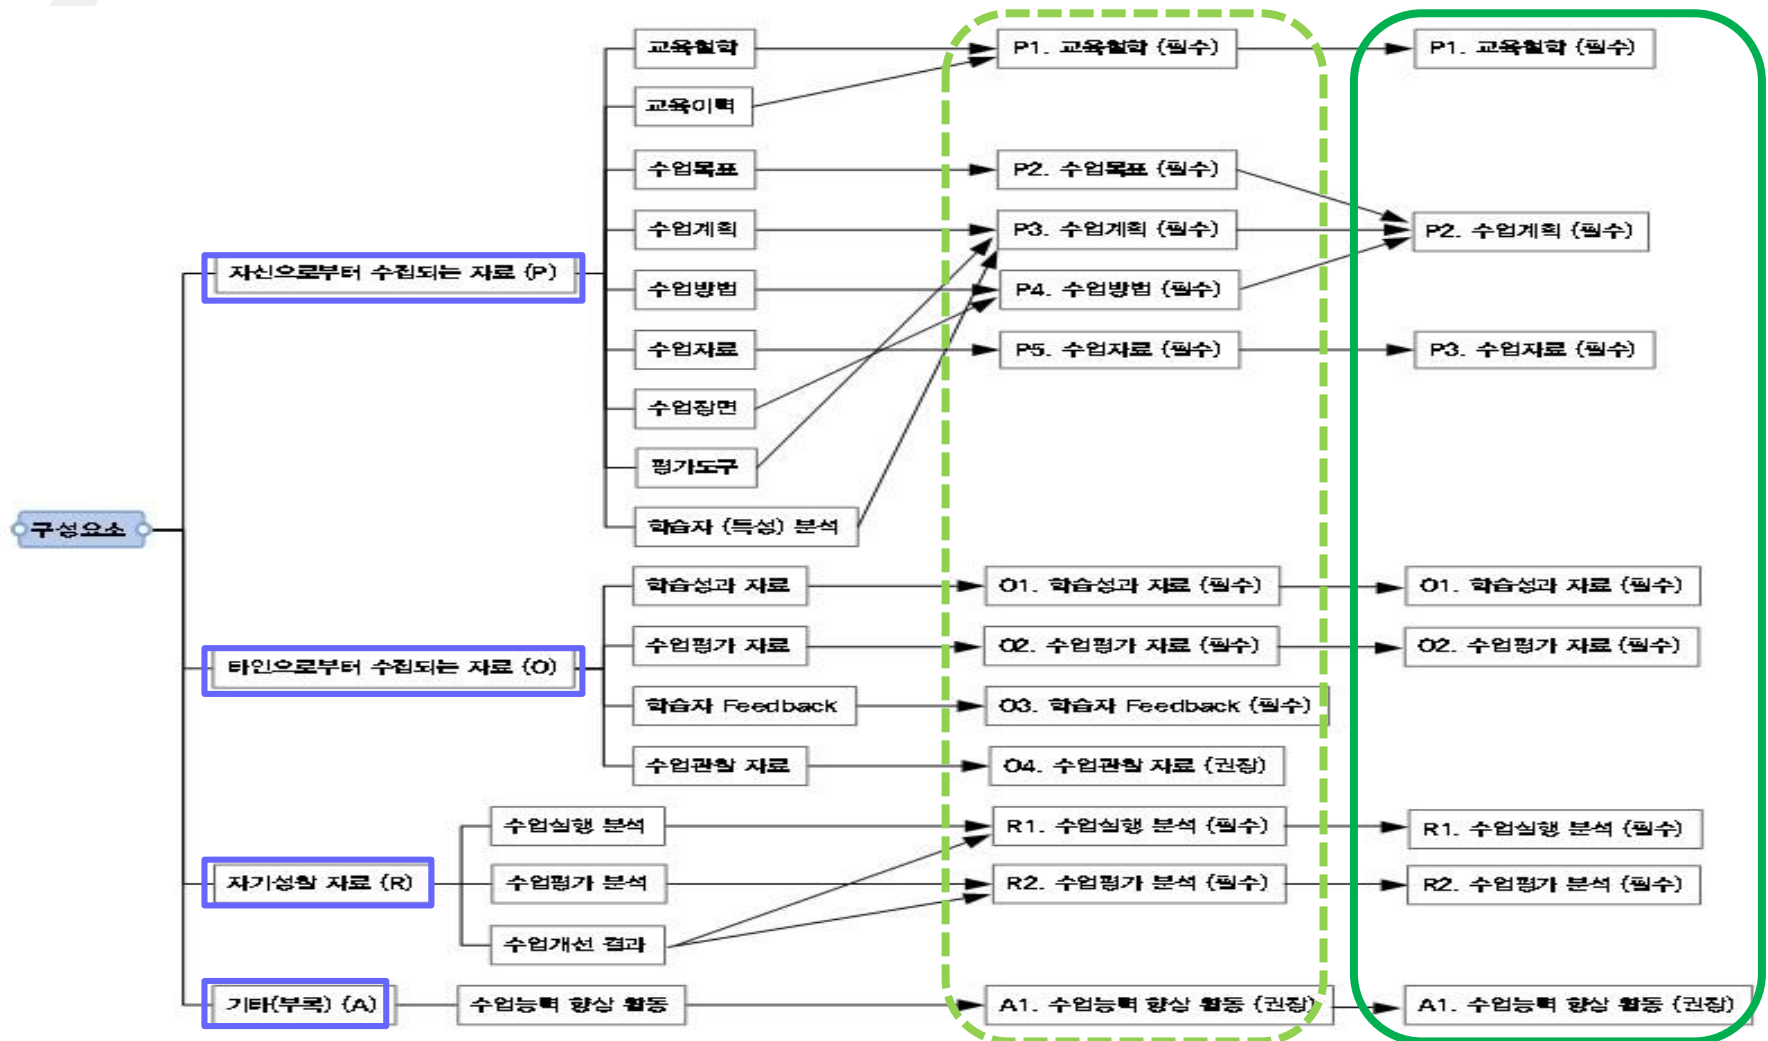 교육철학
P1. 교육철학 (필수)
P1. 교육철학 (필수)
교육이력
수업목표
P2. 수업목표 (필수)
수업계획
P3. 수업계획 (필수)
P2. 수업계획 (필수)
자신으로부터 수집되는 자료 (P)
수업방법
P4. 수업방법 (필수)
수업자료
P5. 수업자료 (필수)
P3. 수업자료 (필수)
수업장면
평가도구
학습자 (특성) 분석
구성요소
학습성과 자료
O1. 학습성과 자료 (필수)
O1. 학습성과 자료 (필수)
수업평가 자료
O2. 수업평가 자료 (필수)
O2. 수업평가 자료 (필수)
타인으로부터 수집되는 자료 (O)
학습자 Feedback
O3. 학습자 Feedback (필수)
수업관찰 자료
O4. 수업관찰 자료 (권장)
수업실행 분석
R1. 수업실행 분석 (필수)
R1. 수업실행 분석 (필수)
자기성찰 자료 (R)
수업평가 분석
R2. 수업평가 분석 (필수)
R2. 수업평가 분석 (필수)
수업개선 결과
기타(부록) (A)
수업능력 향상 활동
A1. 수업능력 향상 활동 (권장)
A1. 수업능력 향상 활동 (권장)